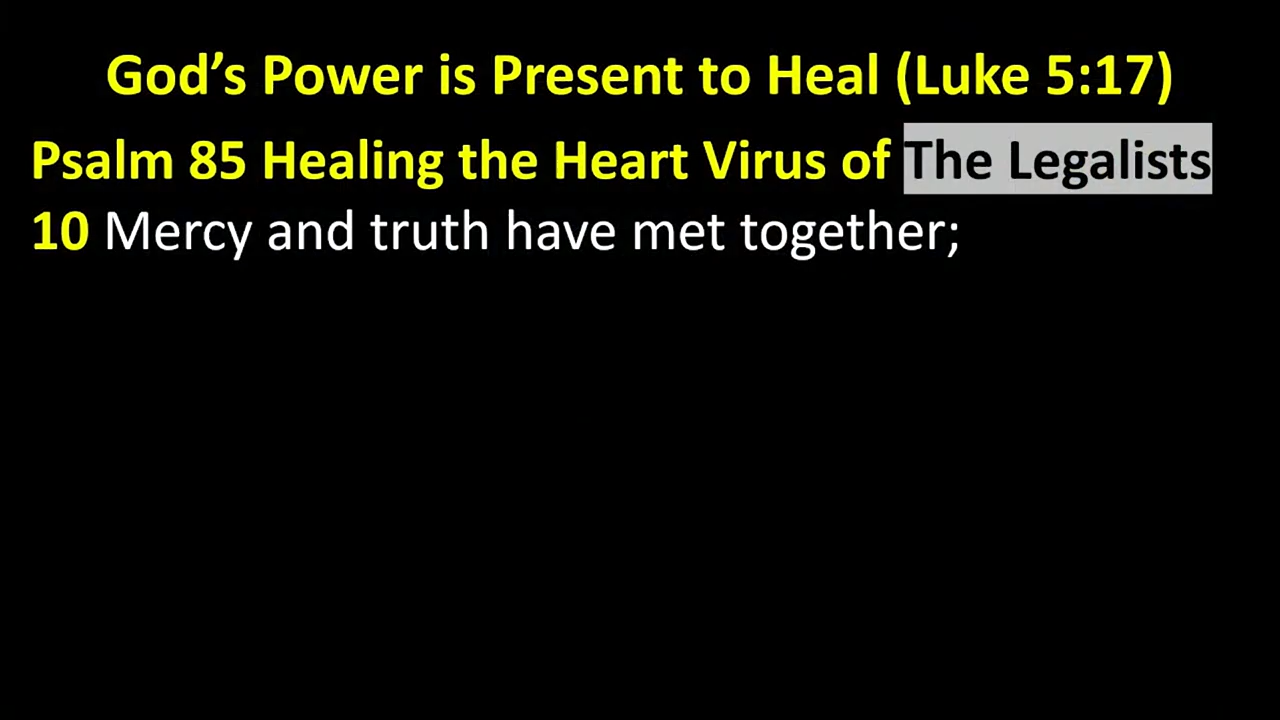 God’s Power is Present to Heal (Luke 5:17)
Psalm 85 Healing the Heart Virus of The Legalists
10 Mercy and truth have met together;